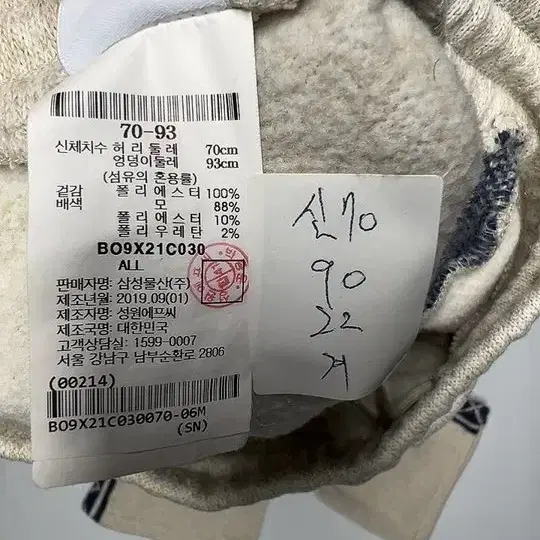 70-93
신체치수 허 리 둘 레 70cm
엉덩이둘레 93cm
(섬유의 혼용률)
겉감 폴 리 에 스 터 100%
배색 모 88%
폴 리 에 스 터 10%
폴 리 우 레 탄 2%
BO9X21C030
ALL
판매자명: 삼성물산(주)
제조년월: 2019.09(01)
제조자명: 성원에프씨
제조국명: 대한민국
고객상담실: 1599-0007
서울 강남구 남부순환로 2806
(00214)
BO9X21C030070-06M
(SN)
신70
90
22
겨